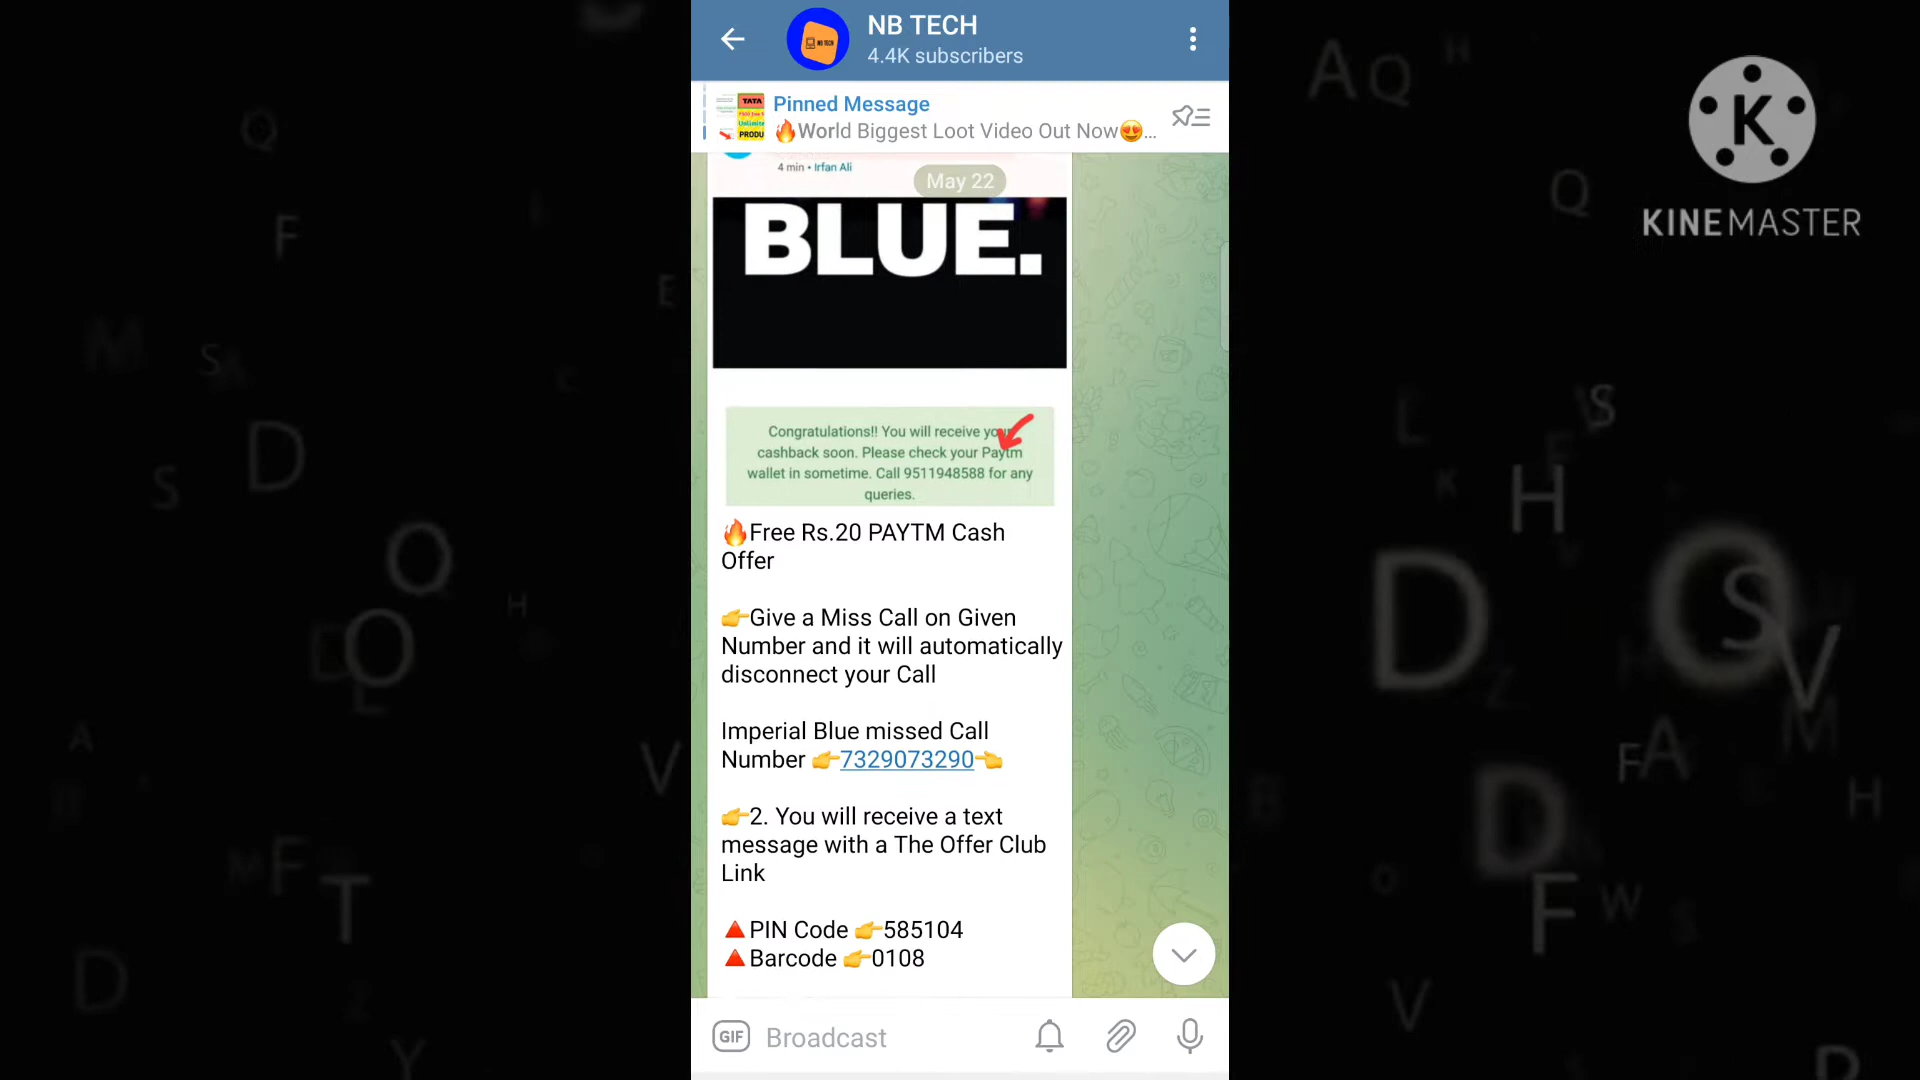 NB TECH
4.4K subscribers
Pinned Message
🔥World Biggest Loot Video Out Now😍...
TATA
PRODU
4 min • Irfan Ali
May 22
BLUE.
Congratulations!! You will receive your
cashback soon. Please check your Paytm
wallet in sometime. Call 9511948588 for any
queries.
🔥Free Rs.20 PAYTM Cash
Offer
👉Give a Miss Call on Given
Number and it will automatically
disconnect your Call
Imperial Blue missed Call
Number 👉7329073290👈
👉2. You will receive a text
message with a The Offer Club
Link
🔺PIN Code 👉585104
🔺Barcode 👉0108
GIF
Broadcast
K
KINEMASTER